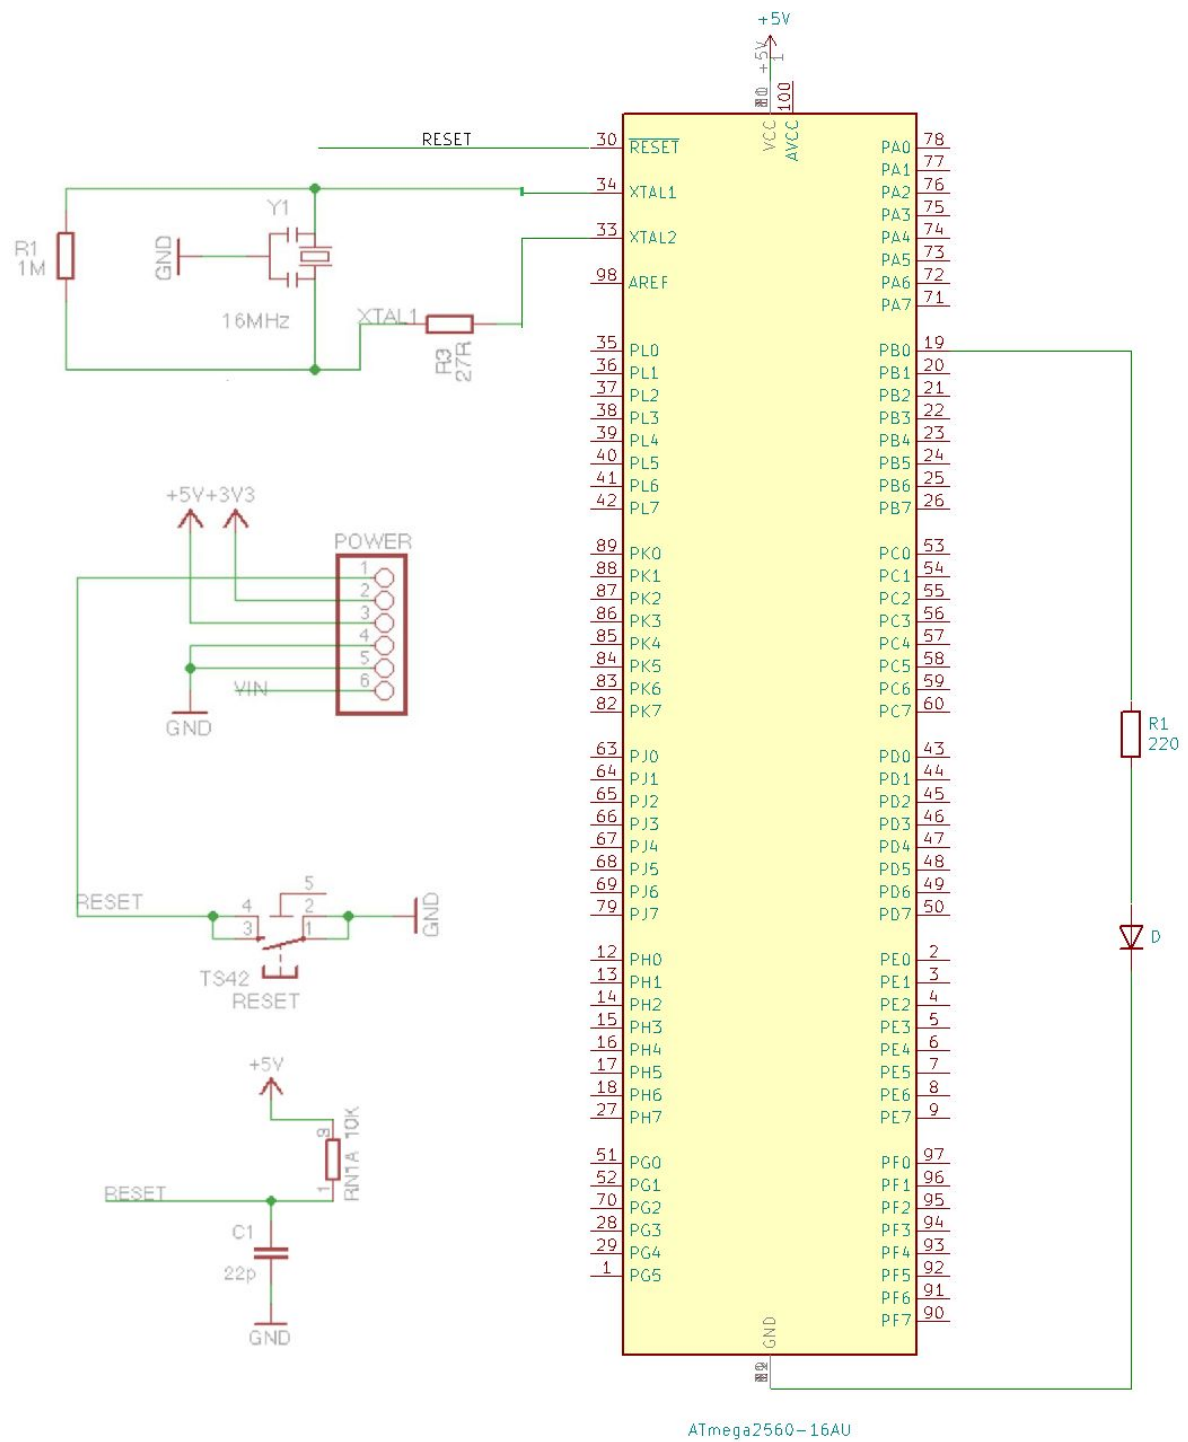 +5V
+5V
1
100
VCC
AVCC
RESET
30
RESET
34
XTAL1
33
XTAL2
98
AREF
Y1
GND
R1
1M
16MHz
XTAL1
R3
27R
35 PL0
36 PL1
37 PL2
38 PL3
39 PL4
40 PL5
41 PL6
42 PL7
89 PK0
88 PK1
87 PK2
86 PK3
85 PK4
84 PK5
83 PK6
82 PK7
63 PJ0
64 PJ1
65 PJ2
66 PJ3
67 PJ4
68 PJ5
69 PJ6
79 PJ7
12 PH0
13 PH1
14 PH2
15 PH3
16 PH4
17 PH5
18 PH6
27 PH7
51 PG0
52 PG1
70 PG2
28 PG3
29 PG4
1 PG5
PA0 78
PA1 77
PA2 76
PA3 75
PA4 74
PA5 73
PA6 72
PA7 71
PB0 19
PB1 20
PB2 21
PB3 22
PB4 23
PB5 24
PB6 25
PB7 26
PC0 53
PC1 54
PC2 55
PC3 56
PC4 57
PC5 58
PC6 59
PC7 60
PD0 43
PD1 44
PD2 45
PD3 46
PD4 47
PD5 48
PD6 49
PD7 50
PE0 2
PE1 3
PE2 4
PE3 5
PE4 6
PE5 7
PE6 8
PE7 9
PF0 97
PF1 96
PF2 95
PF3 94
PF4 93
PF5 92
PF6 91
PF7 90
GND
R1
220
D
+5V+3V3
POWER
1
2
3
4
5
6
VIN
GND
RESET
5
4 2
3 1
GND
TS42
RESET
+5V
9
RN1A 10K
1
RESET
C1
22p
GND
ATmega2560-16AU